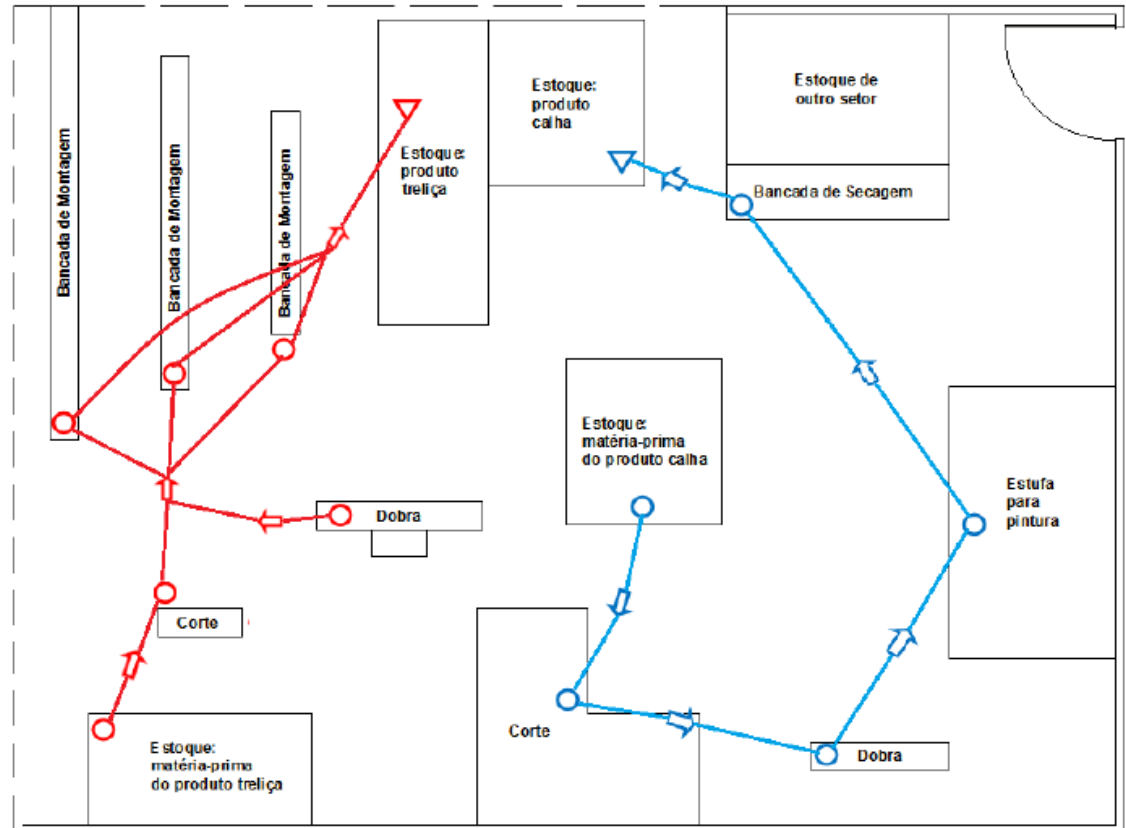 Bancada de Montagem
Bancada de Montagem
Bancada de Montagem
Estoque:
produto
treliça
Estoque:
produto
calha
Estoque de
outro setor
Bancada de Secagem
Estoque:
matéria-prima
do produto calha
Estufa
para
pintura
Dobra
Corte
Estoque:
matéria-prima
do produto treliça
Corte
Dobra